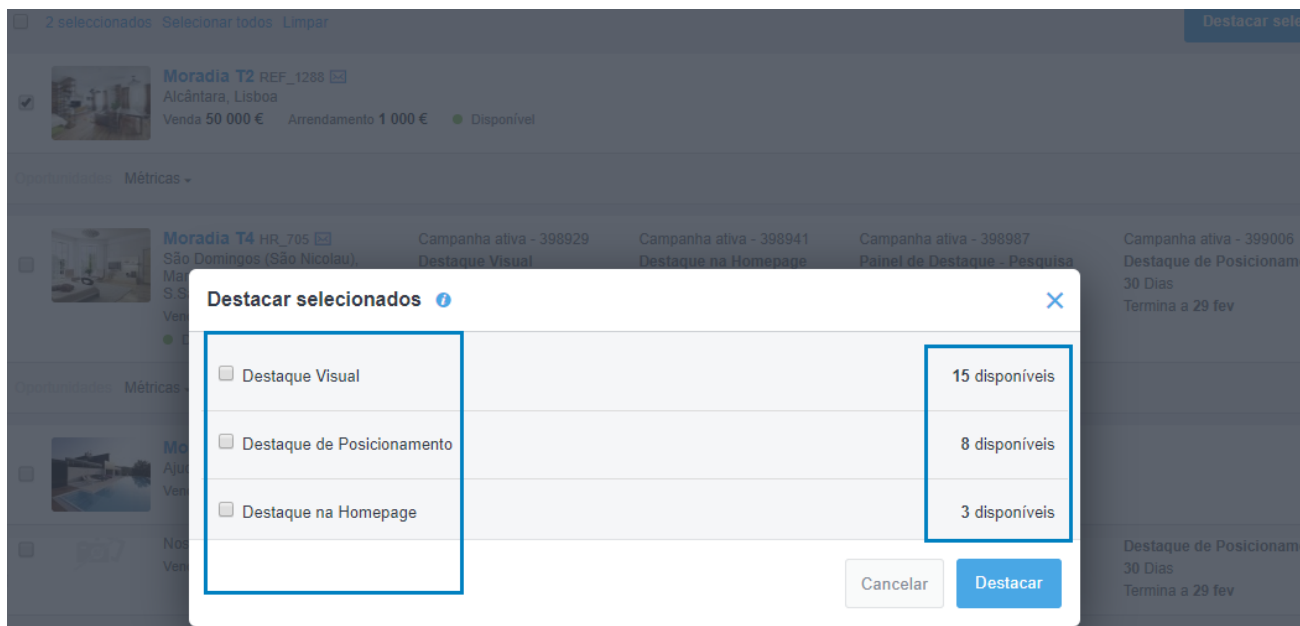 2 seleccionados Selecionar todos Limpar
Destacar sele
Moradia T2 REF_1288
Alcântara, Lisboa
Venda 50 000 € Arrendamento 1 000 € Disponível
Oportunidades Métricas
Moradia T4 HR_705
São Domingos (São Nicolau),
Campanha ativa - 398929
Destaque Visual
Campanha ativa - 398941
Destaque na Homepage
Campanha ativa - 398987
Painel de Destaque - Pesquisa
Campanha ativa - 399006
Destaque de Posicionam
30 Dias
Termina a 29 fev
Destacar selecionados
Destaque Visual
15 disponíveis
Destaque de Posicionamento
8 disponíveis
Destaque na Homepage
3 disponíveis
Cancelar
Destacar
Oportunidades Métricas
Destaque de Posicionam
30 Dias
Termina a 29 fev